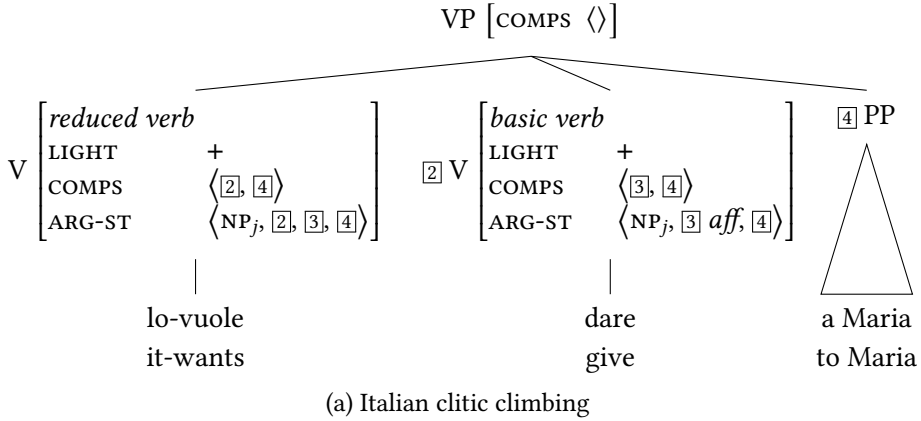 VP [COMPS ⟨⟩]
V [reduced verb
LIGHT +
COMPS ⟨2, 4⟩
ARG-ST ⟨NPj, 2, 3, 4⟩]
2 V [basic verb
LIGHT +
COMPS ⟨3, 4⟩
ARG-ST ⟨NPj, 3 aff, 4⟩]
4 PP
lo-vuole dare a Maria
it-wants give to Maria
(a) Italian clitic climbing